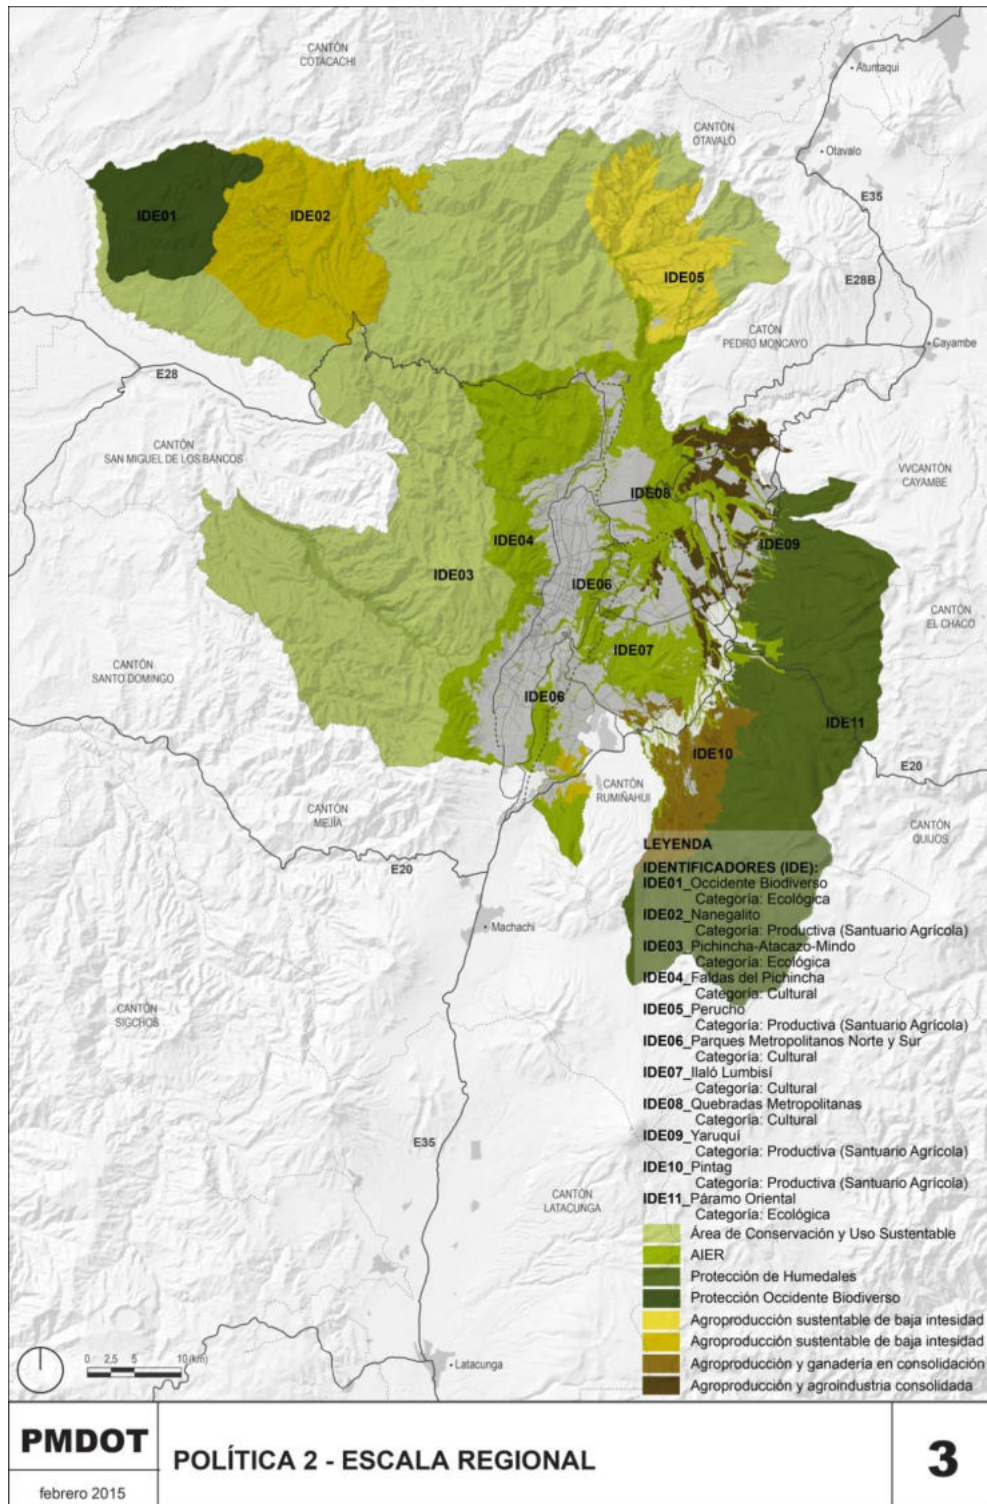 CANTÓN
COTACACHI
Atuntaqui
CANTÓN
OTAVALO
Otavalo
E35
IDE01
IDE02
IDE05
E28B
CATÓN
PEDRO MONCAYO
Cayambe
E28
CANTÓN
SAN MIGUEL DE LOS BANCOS
VVCANTÓN
CAYAMBE
IDE08
IDE04
IDE09
IDE03
IDE06
CANTÓN
EL CHACO
IDE07
CANTÓN
SANTO DOMINGO
IDE06
IDE11
IDE10
E20
CANTÓN
RUMIÑAHUI
CANTÓN
MEJÍA
CANTÓN
QUIJOS
E20
Machachi
CANTÓN
SIGCHOS
E35
CANTÓN
LATACUNGA
Latacunga
LEYENDA
IDENTIFICADORES (IDE):
IDE01_Occidente Biodiverso
Categoría: Ecológica
IDE02_Nanegalito
Categoría: Productiva (Santuario Agrícola)
IDE03_Pichincha-Atacazo-Mindo
Categoría: Ecológica
IDE04_Faldas del Pichincha
Categoría: Cultural
IDE05_Perucho
Categoría: Productiva (Santuario Agrícola)
IDE06_Parques Metropolitanos Norte y Sur
Categoría: Cultural
IDE07_Ilaló Lumbisí
Categoría: Cultural
IDE08_Quebradas Metropolitanas
Categoría: Cultural
IDE09_Yaruquí
Categoría: Productiva (Santuario Agrícola)
IDE10_Pintag
Categoría: Productiva (Santuario Agrícola)
IDE11_Páramo Oriental
Categoría: Ecológica
Área de Conservación y Uso Sustentable
AIER
Protección de Humedales
Protección Occidente Biodiverso
Agroproducción sustentable de baja intesidad
Agroproducción sustentable de baja intesidad
Agroproducción y ganadería en consolidación
Agroproducción y agroindustria consolidada
0 2,5 5 10 (km)
PMDOT
febrero 2015
POLÍTICA 2 - ESCALA REGIONAL
3